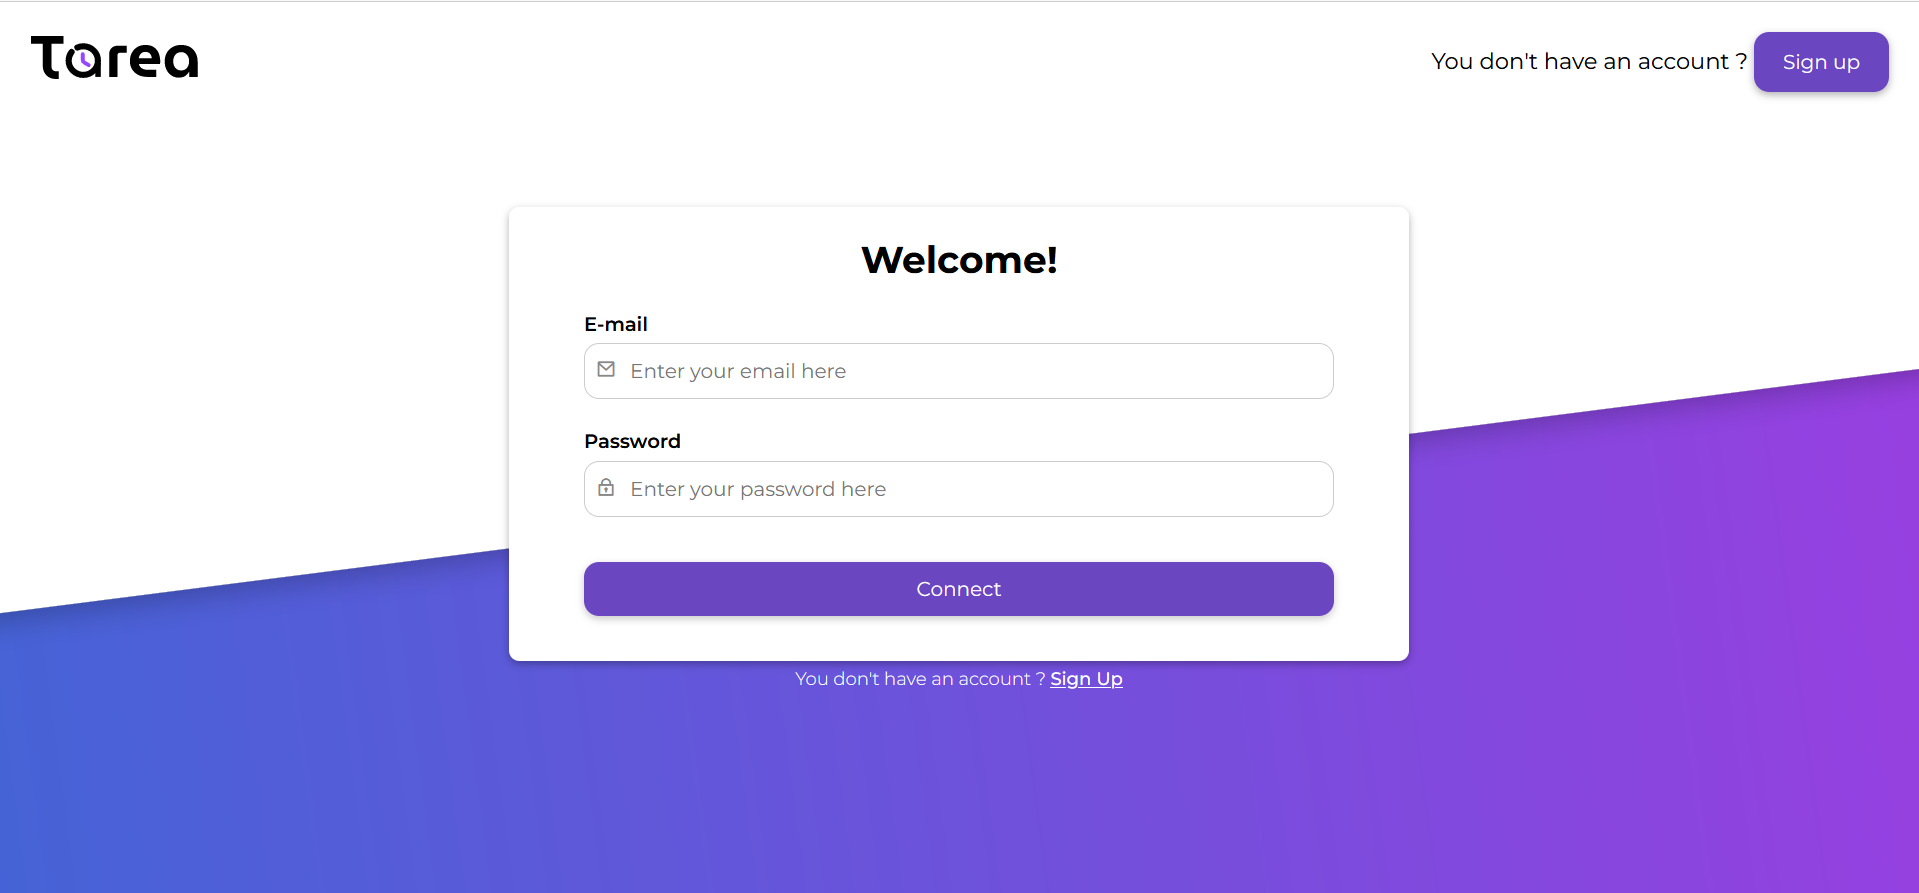 Tarea
You don't have an account ? Sign up
Welcome!
E-mail
Enter your email here
Password
Enter your password here
Connect
You don't have an account ? Sign Up